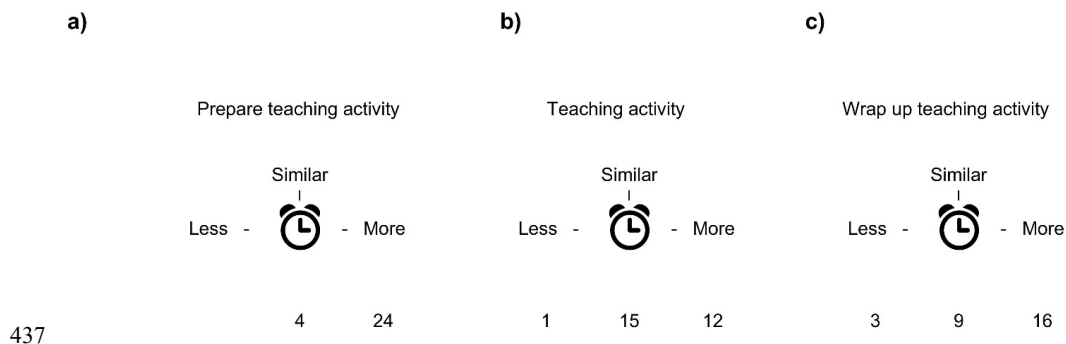 a) b) c)
Prepare teaching activity Teaching activity Wrap up teaching activity
Similar Similar Similar
Less - - More Less - - More Less - - More
4 24 1 15 12 3 9 16
437